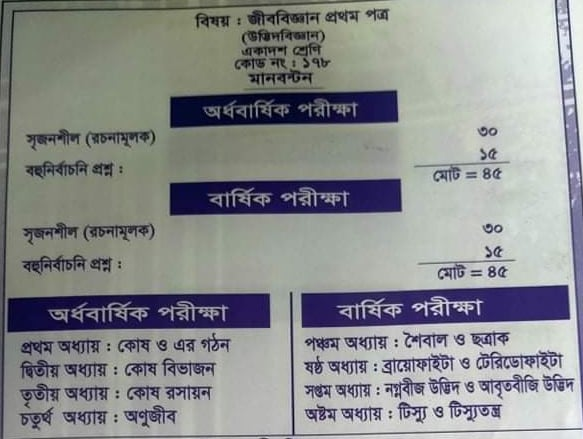 বিষয় : জীববিজ্ঞান প্রথম পত্র
(উদ্ভিদবিজ্ঞান)
একাদশ শ্রেণি
কোড নং : ১৭৮
মানবন্টন
অর্ধবার্ষিক পরীক্ষা
সৃজনশীল (রচনামূলক) ৩০
বহুনির্বাচনি প্রশ্ন : ১৫
মোট = ৪৫
বার্ষিক পরীক্ষা
সৃজনশীল (রচনামূলক) ৩০
বহুনির্বাচনি প্রশ্ন : ১৫
মোট = ৪৫
অর্ধবার্ষিক পরীক্ষা
প্রথম অধ্যায় : কোষ ও এর গঠন
দ্বিতীয় অধ্যায় : কোষ বিভাজন
তৃতীয় অধ্যায় : কোষ রসায়ন
চতুর্থ অধ্যায় : অণুজীব
বার্ষিক পরীক্ষা
পঞ্চম অধ্যায় : শৈবাল ও ছত্রাক
ষষ্ঠ অধ্যায় : ব্রায়োফাইটা ও টেরিডোফাইটা
সপ্তম অধ্যায় : নগ্নবীজ উদ্ভিদ ও আবৃতবীজি উদ্ভিদ
অষ্টম অধ্যায় : টিস্যু ও টিস্যুতন্ত্র